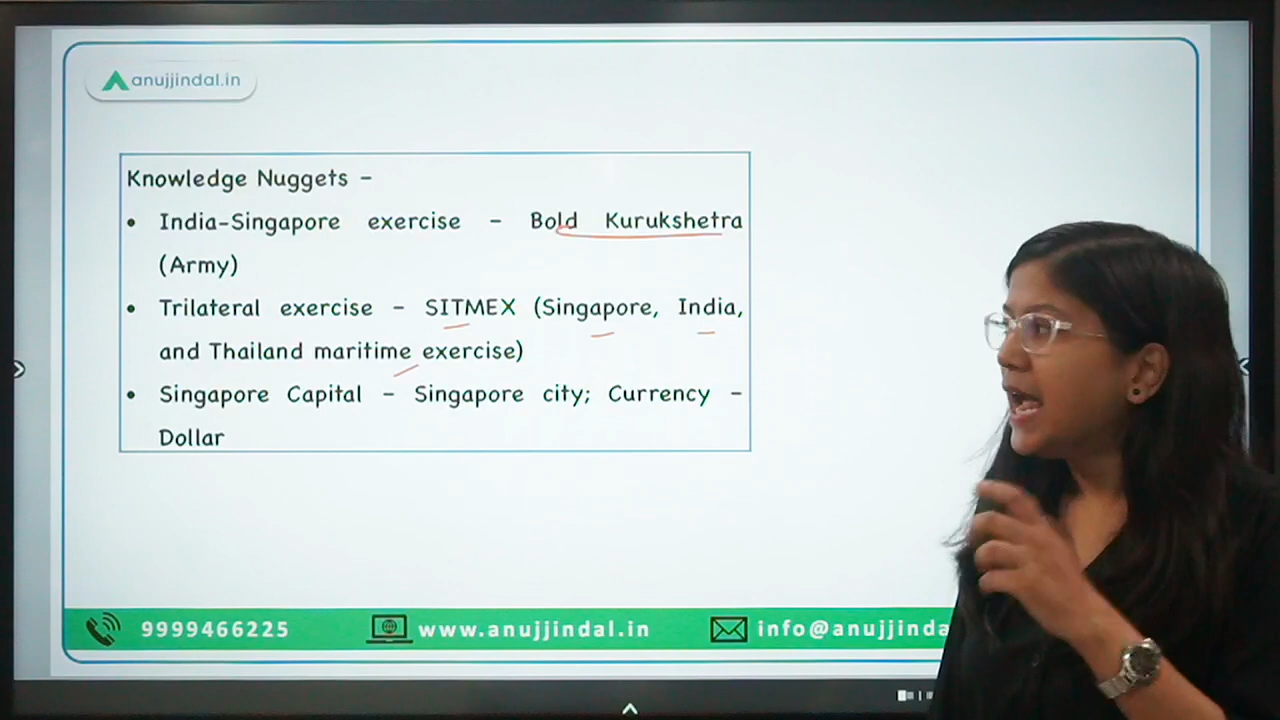 anujjindal.in
Knowledge Nuggets –
• India-Singapore exercise – Bold Kurukshetra
(Army)
• Trilateral exercise – SITMEX (Singapore, India,
and Thailand maritime exercise)
• Singapore Capital – Singapore city; Currency –
Dollar
9999466225 www.anujjindal.in info@anujjinda